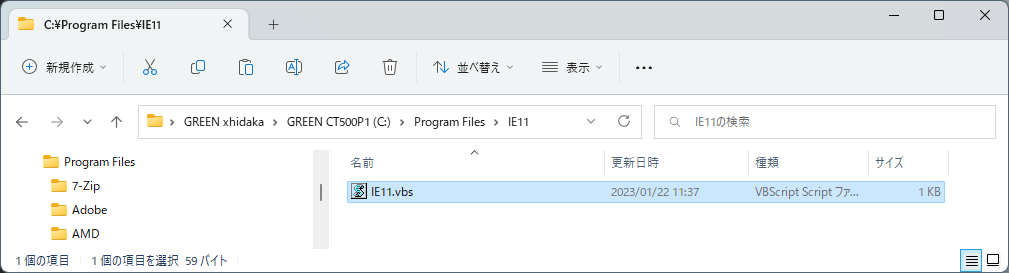 C:¥Program Files¥IE11
新規作成
並べ替え
表示
GREEN xhidaka > GREEN CT500P1 (C:) > Program Files > IE11
IE11の検索
Program Files
7-Zip
Adobe
AMD
名前 更新日時 種類 サイズ
IE11.vbs 2023/01/22 11:37 VBScript Script ファ... 1 KB
1 個の項目 1 個の項目を選択 59 バイト